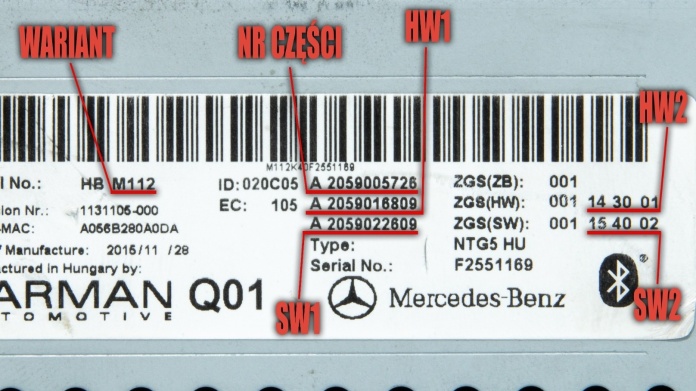 WARIANT
NR CZĘŚCI
HW1
HW2
M112K40F2551169
l No.: HB M112 ID:020C05 A 2059005726 ZGS(ZB): 001
ion Nr.: 1131105-000 EC: 105 A 2059016809 ZGS(HW): 001 14 30 01
-MAC: A056B280A0DA A 2059022609 ZGS(SW): 001 15 40 02
Manufacture: 2015/11 /28 Type: NTG5 HU
actured in Hungary by: Serial No.: F2551169
ARMAN Q01
TOMOTIVE
Mercedes-Benz
®
SW1
SW2